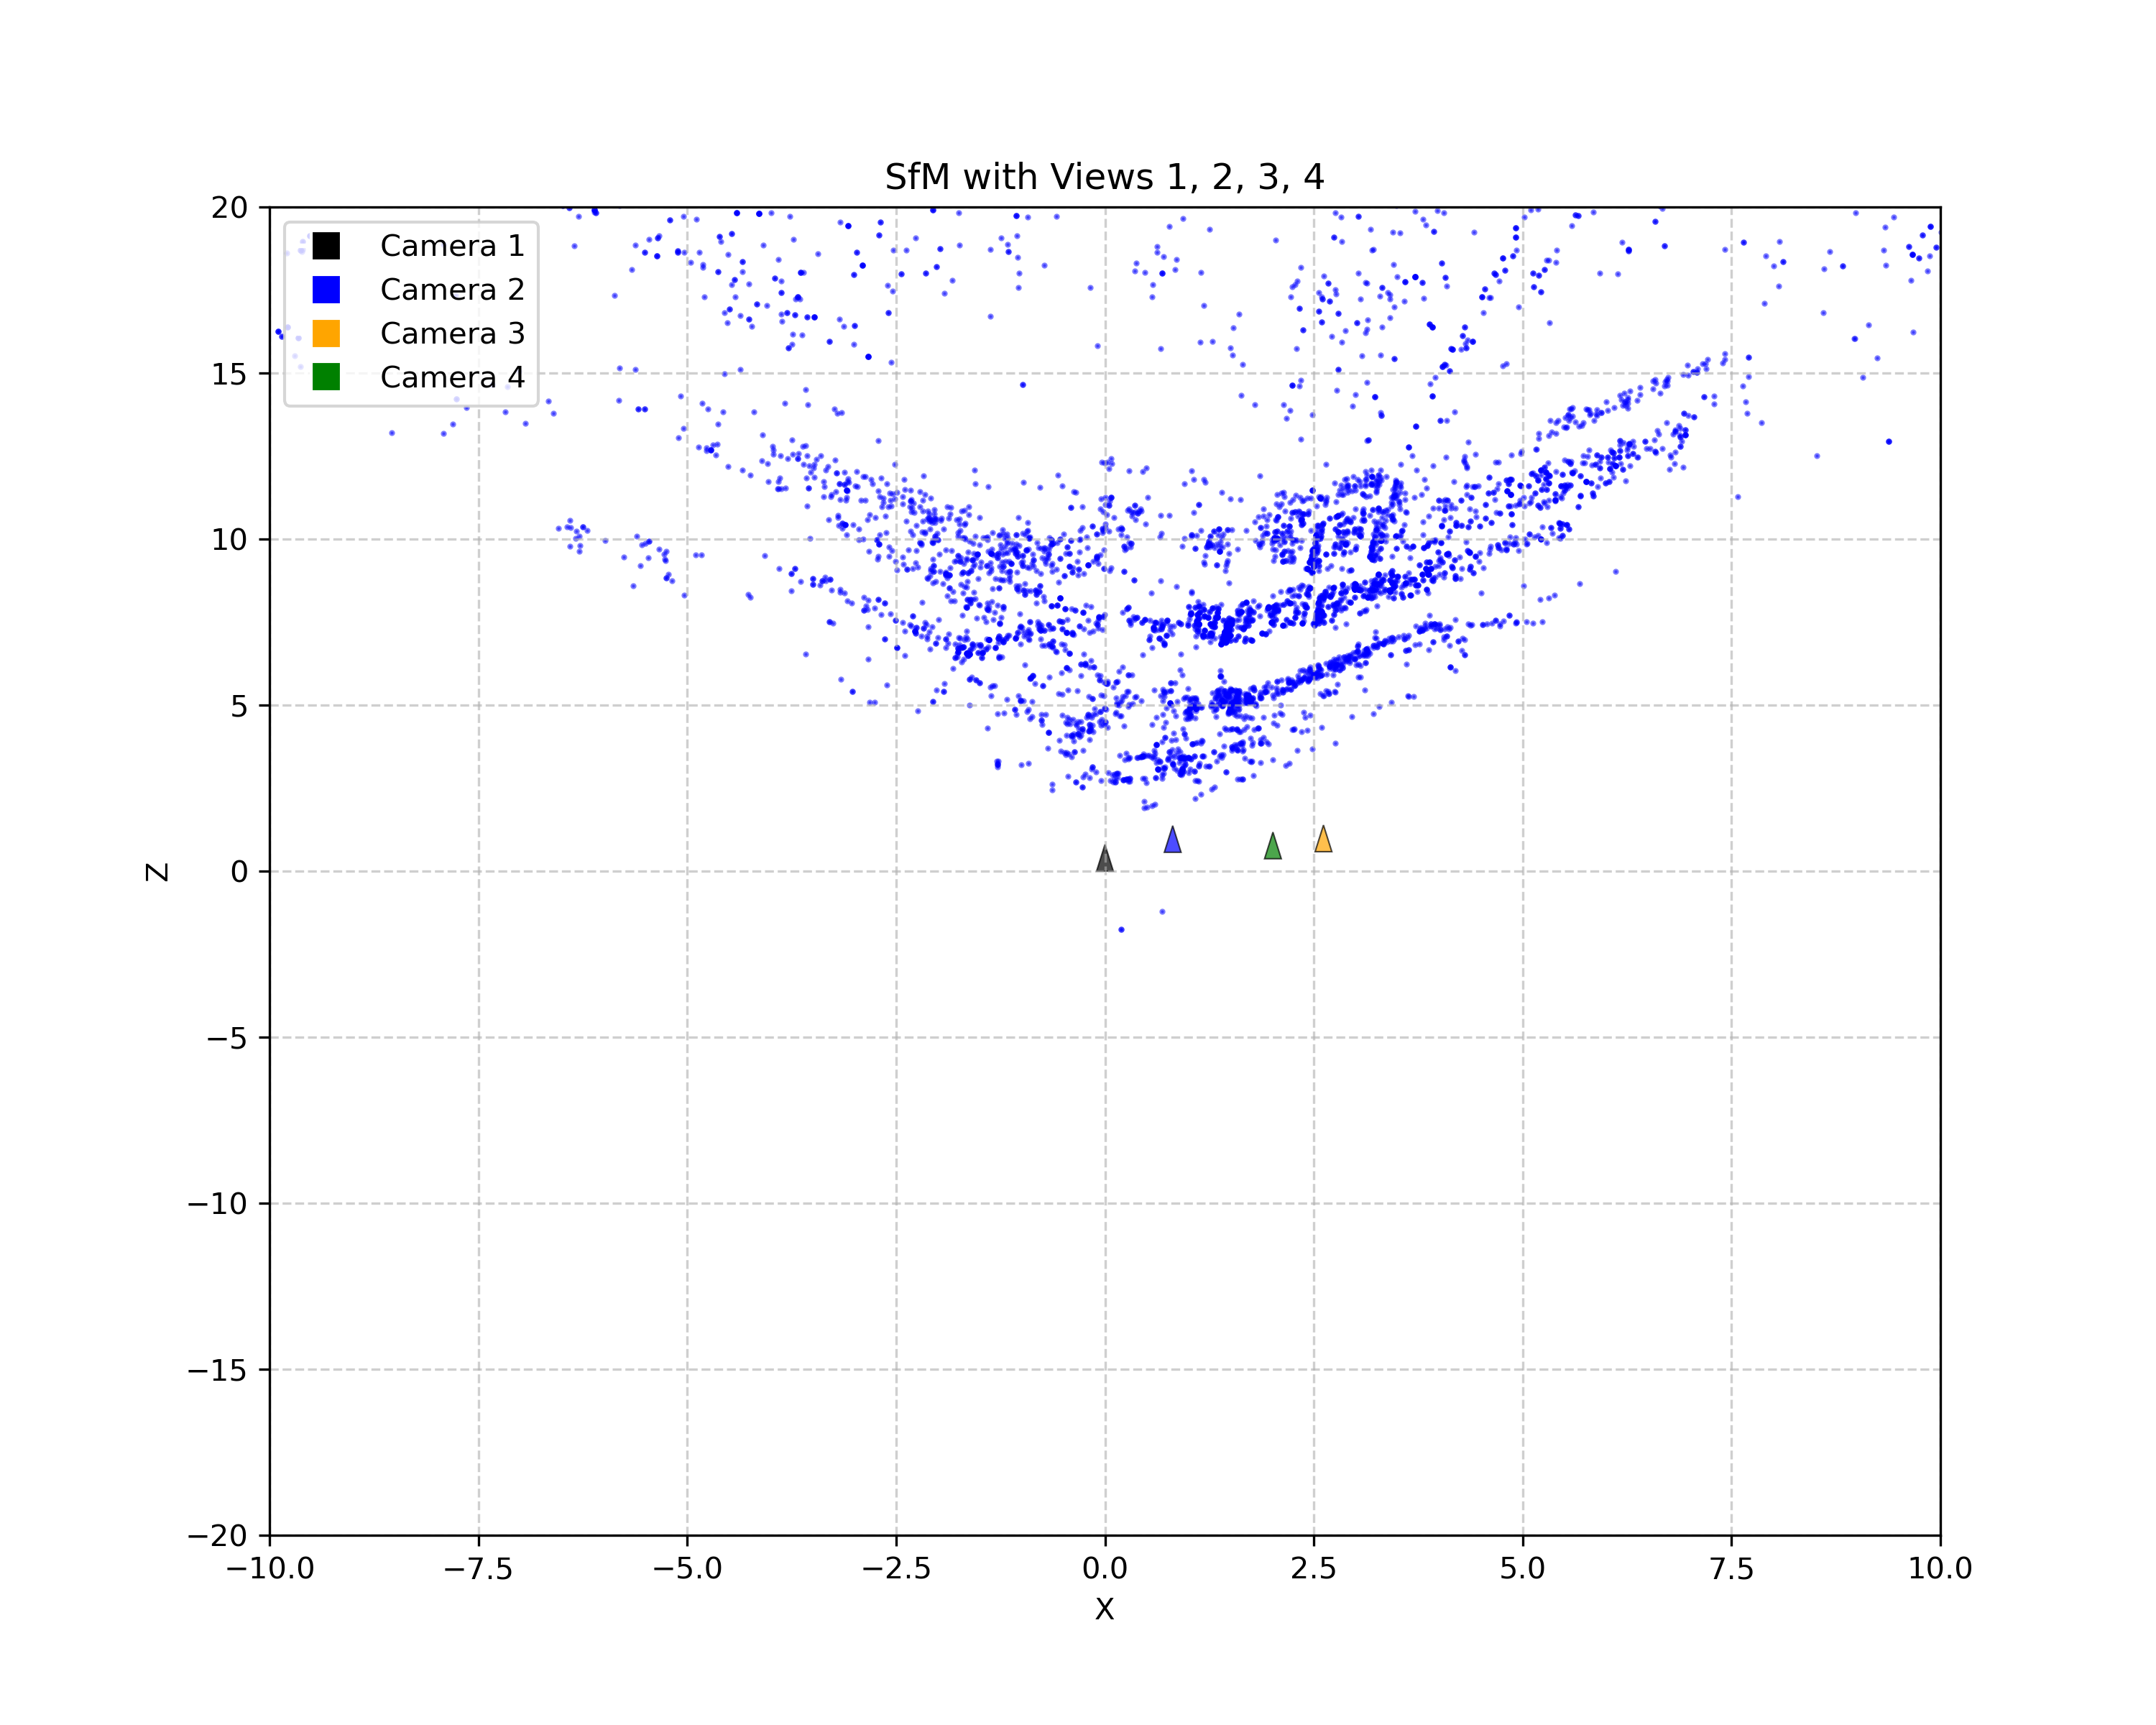 SfM with Views 1, 2, 3, 4
Camera 1
Camera 2
Camera 3
Camera 4
20
15
10
5
0
−5
−10
−15
−20
Z
−10.0 −7.5 −5.0 −2.5 0.0 2.5 5.0 7.5 10.0
X